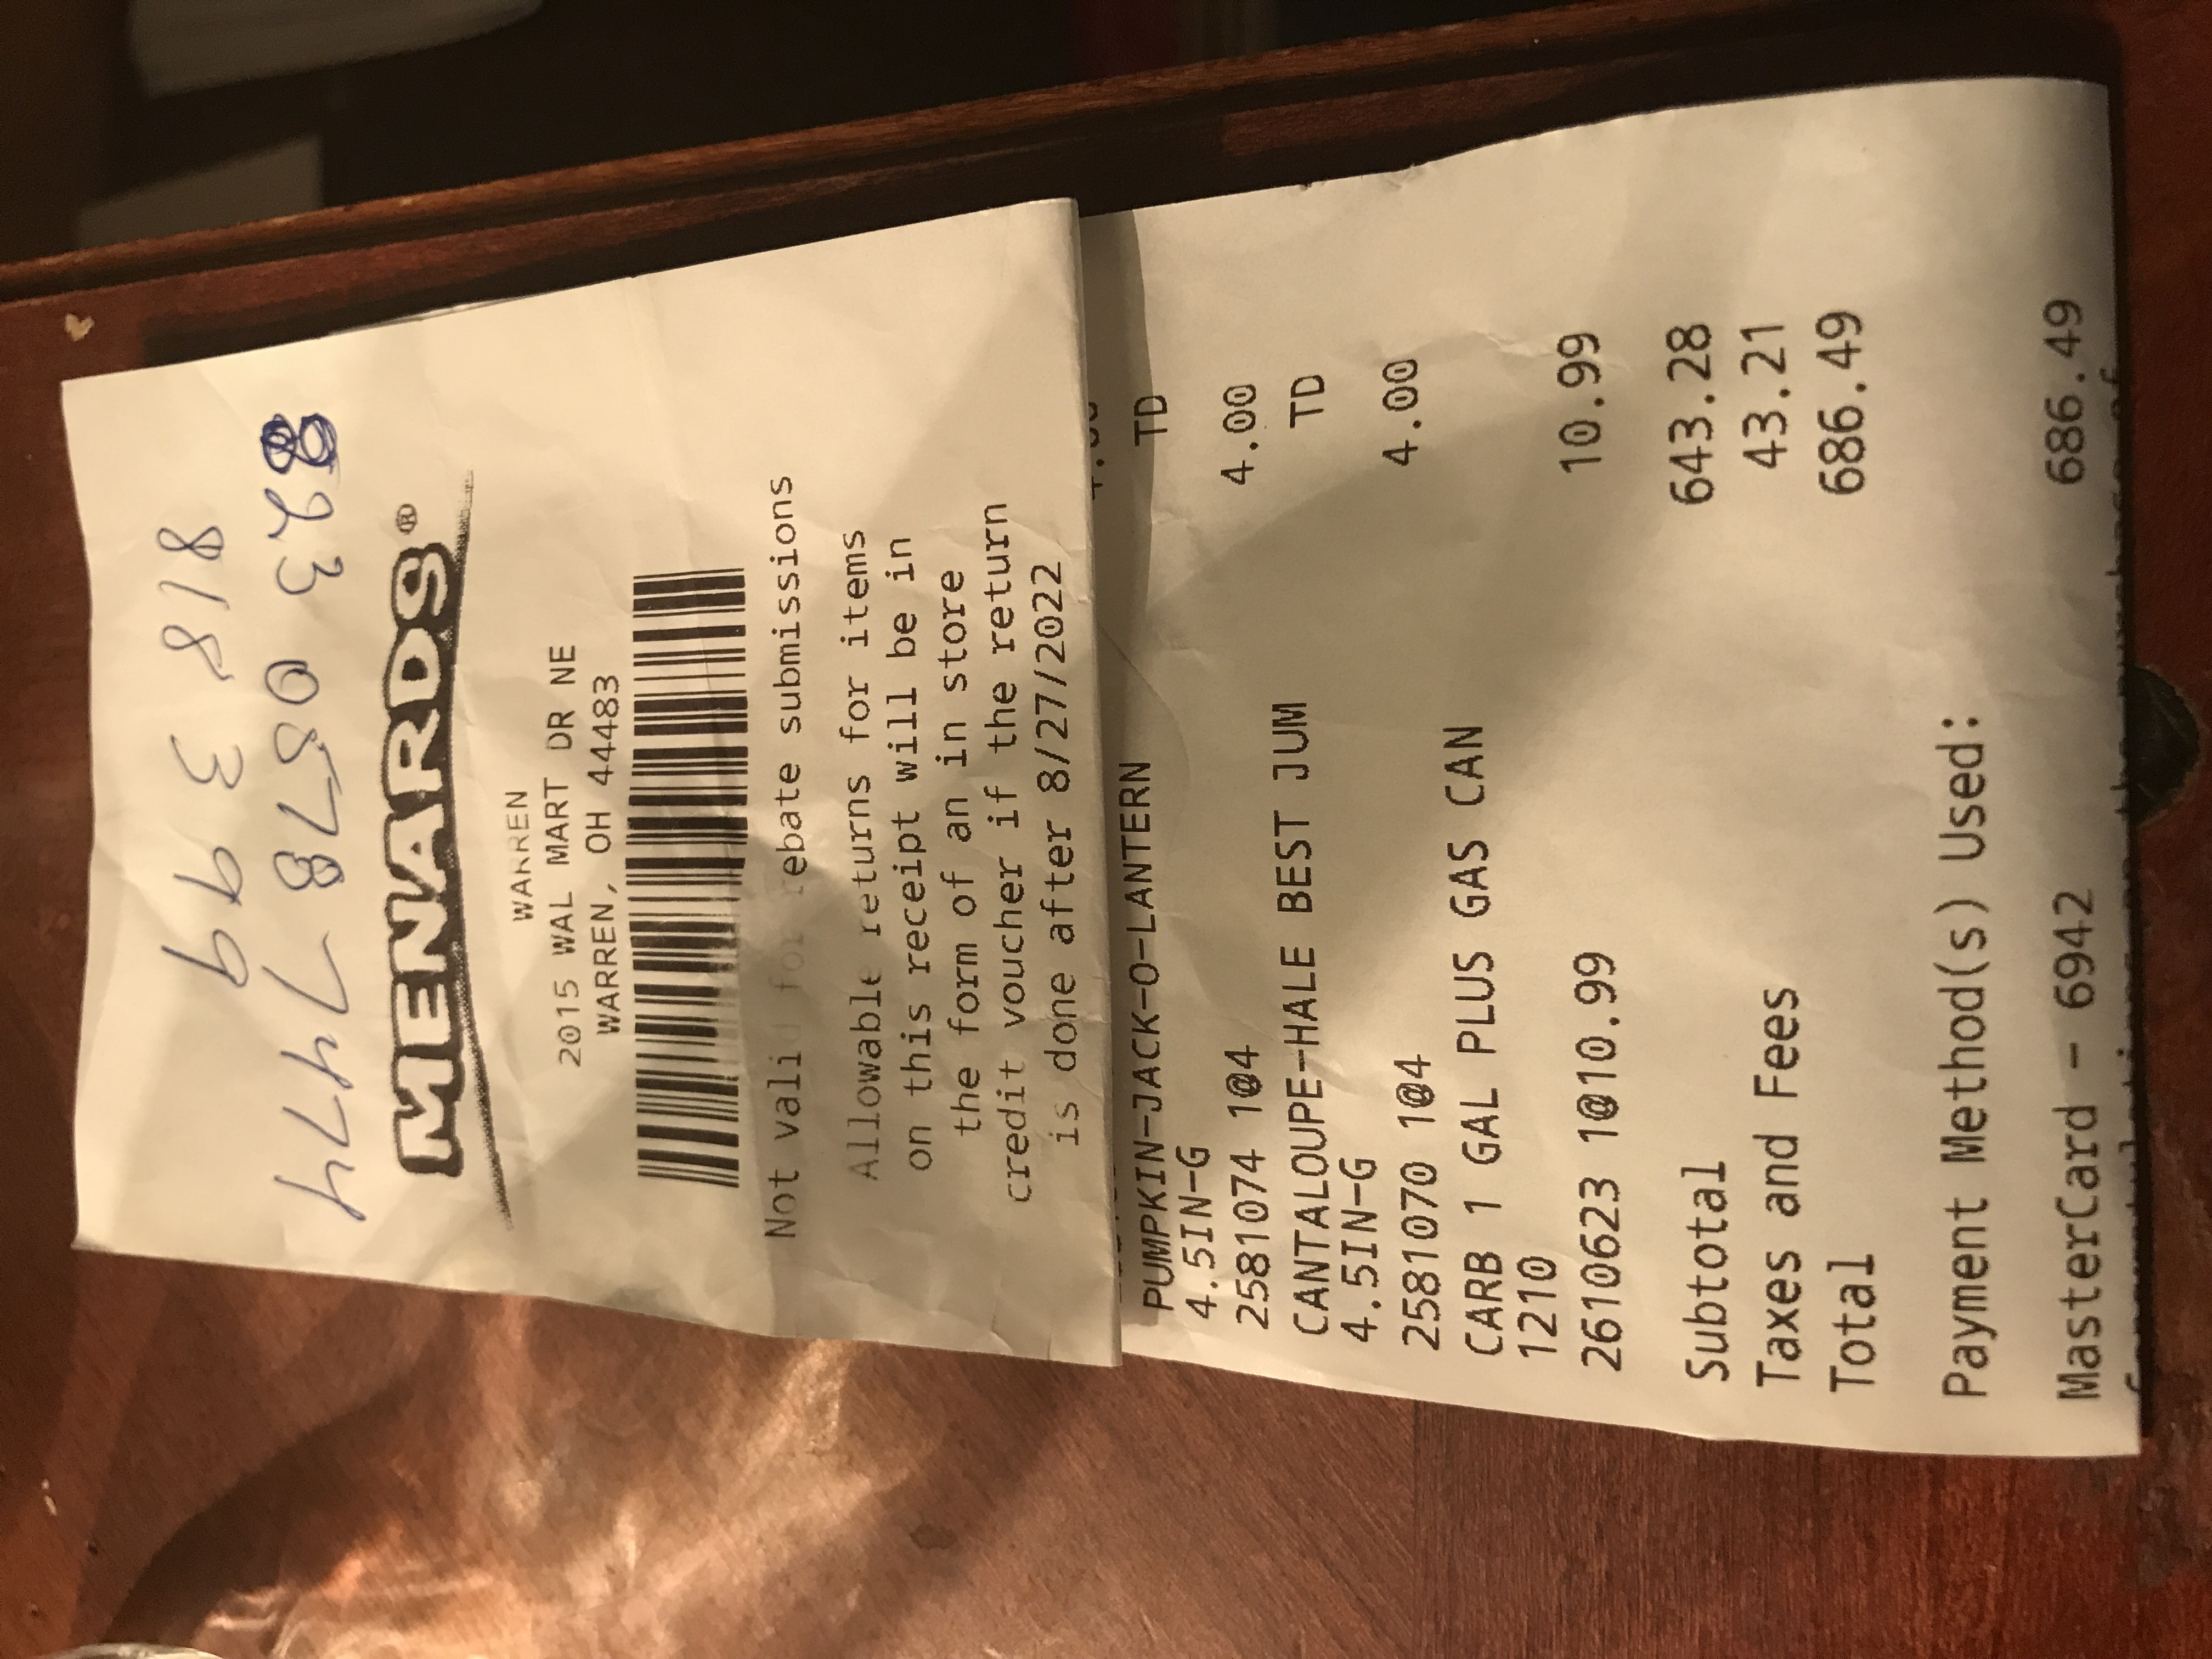 MENARDS®
WARREN
2015 WAL MART DR NE
WARREN, OH 44483
Not valid for rebate submissions
Allowable returns for items
on this receipt will be in
the form of an in store
credit voucher if the return
is done after 8/27/2022
PUMPKIN-JACK-O-LANTERN TD
4.5IN-G
2581074 1@4 4.00
CANTALOUPE-HALE BEST JUM TD
4.5IN-G
2581070 1@4 4.00
CARB 1 GAL PLUS GAS CAN
1210
2610623 1@10.99 10.99
Subtotal 643.28
Taxes and Fees 43.21
Total 686.49
Payment Method(s) Used:
MasterCard - 6942 686.49